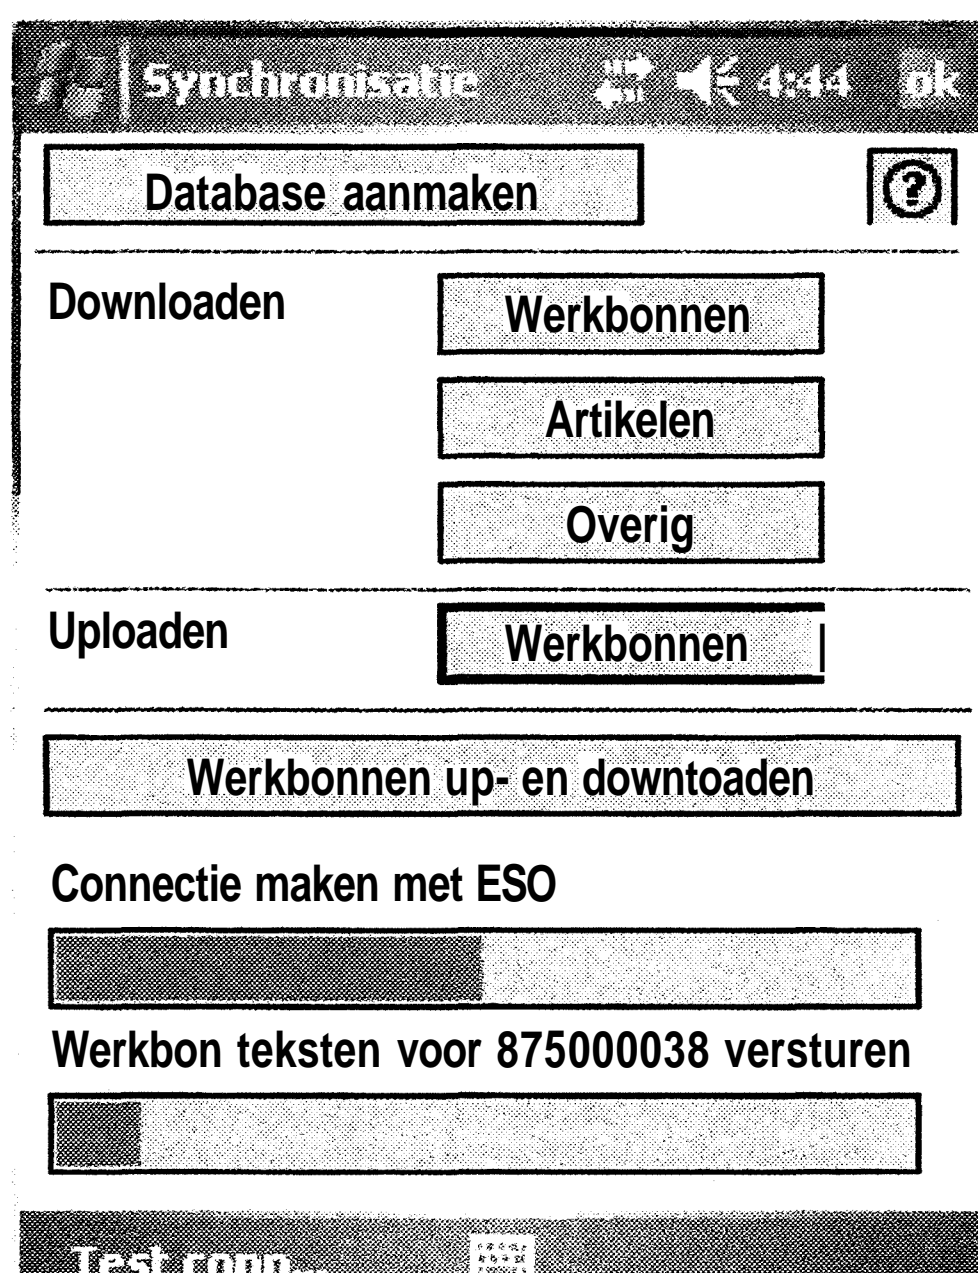 Synchronisatie 4:44 ok
Database aanmaken ?
Downloaden Werkbonnen
Artikelen
Overig
Uploaden Werkbonnen
Werkbonnen up- en downtoaden
Connectie maken met ESO
Werkbon teksten voor 875000038 versturen
Test conn...